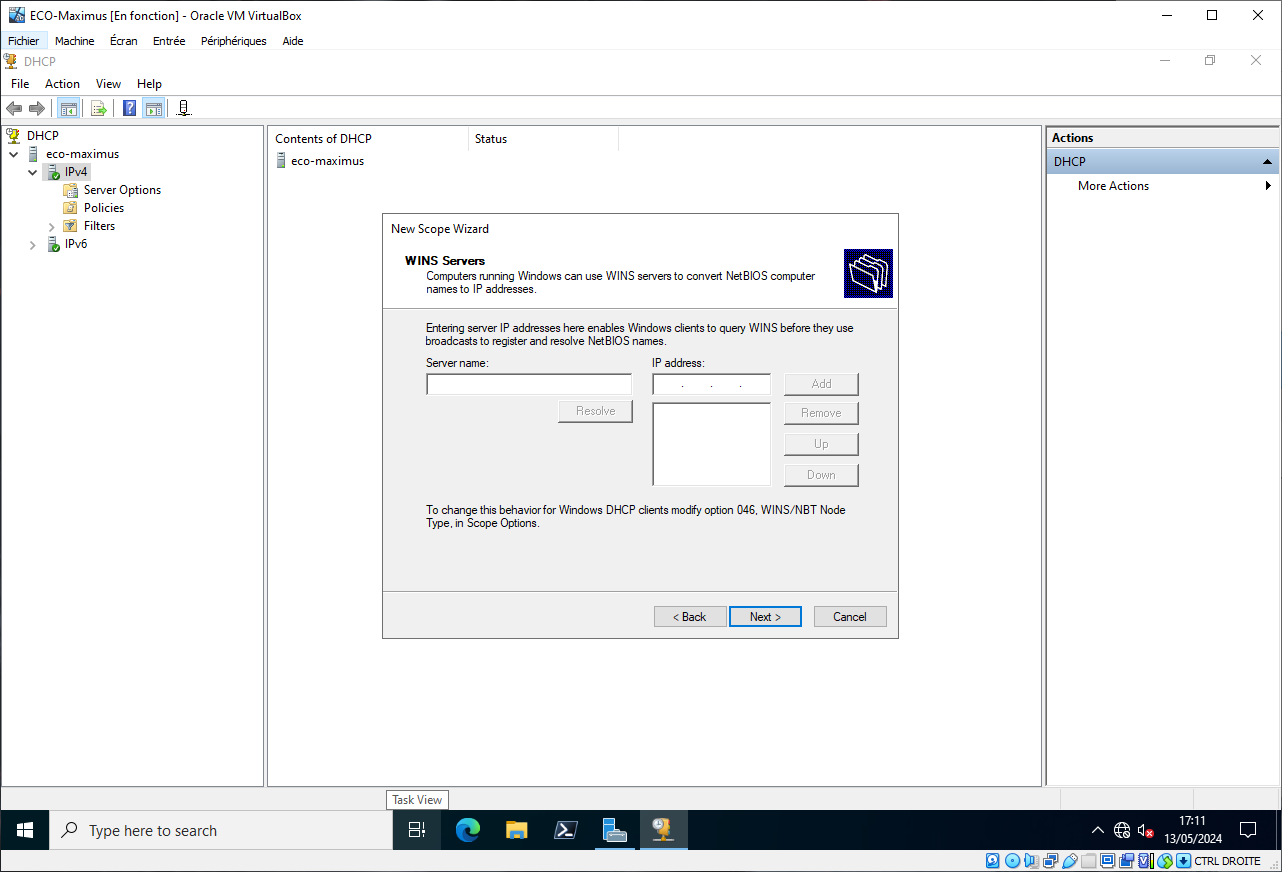 ECO-Maximus [En fonction] - Oracle VM VirtualBox
Fichier Machine Écran Entrée Périphériques Aide
DHCP
File Action View Help
DHCP
eco-maximus
IPv4
Server Options
Policies
Filters
IPv6
Contents of DHCP Status
eco-maximus
Actions
DHCP
More Actions
New Scope Wizard
WINS Servers
Computers running Windows can use WINS servers to convert NetBIOS computer
names to IP addresses.
Entering server IP addresses here enables Windows clients to query WINS before they use
broadcasts to register and resolve NetBIOS names.
Server name: IP address:
. . . Add
Resolve Remove
Up
Down
To change this behavior for Windows DHCP clients modify option 046, WINS/NBT Node
Type, in Scope Options.
< Back Next > Cancel
Task View
Type here to search
17:11
13/05/2024
CTRL DROITE